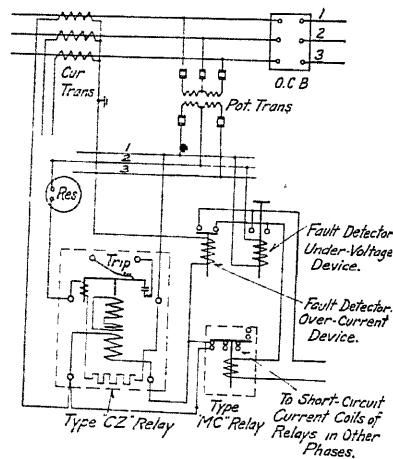 1
2
3
O.C.B
Cur
Trans
Pot. Trans
1
2
3
Res
Trip
Fault Detector
Under-Voltage
Device.
Fault Detector.
Over-Current
Device.
Type "CZ" Relay
Type
"MC" Relay
To Short-Circuit
Current Coils of
Relays in Other
Phases.